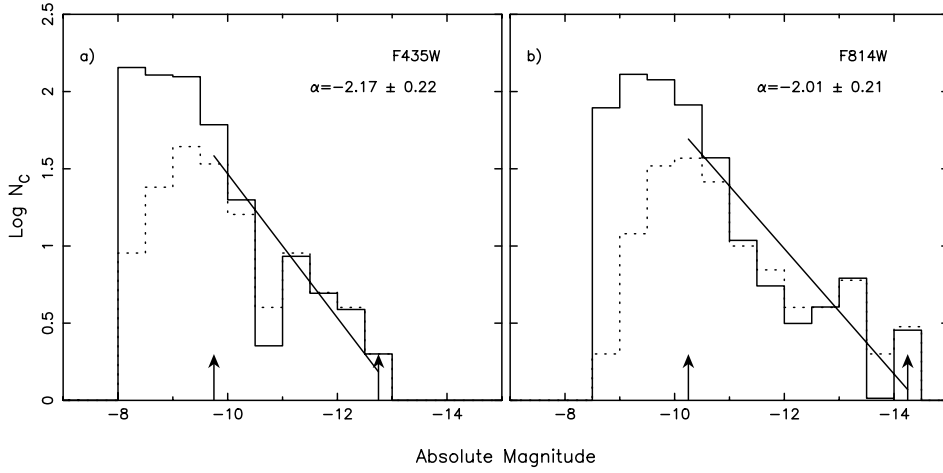 a)
F435W
α=−2.17 ± 0.22
b)
F814W
α=−2.01 ± 0.21
2.5
2
1.5
1
0.5
0
Log N_C
−8 −10 −12 −14 −8 −10 −12 −14
Absolute Magnitude